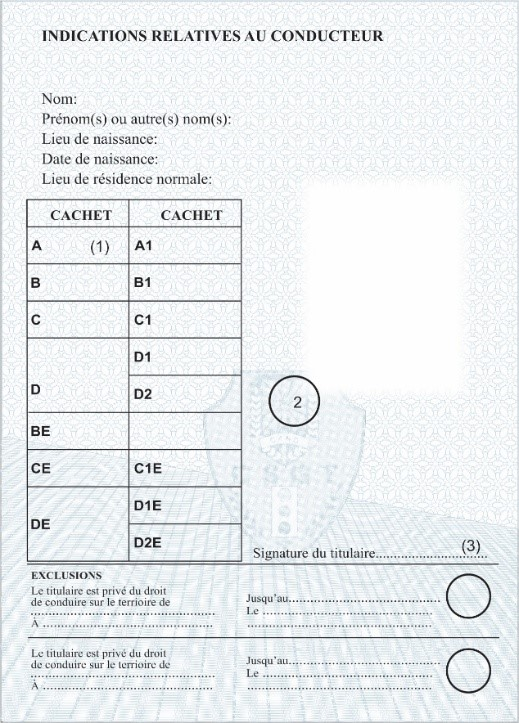 INDICATIONS RELATIVES AU CONDUCTEUR
Nom:
Prénom(s) ou autre(s) nom(s):
Lieu de naissance:
Date de naissance:
Lieu de résidence normale:
CACHET CACHET
A (1) A1
B B1
C C1
D1
D D2
2
BE
CE C1E
D1E
DE
D2E
Signature du titulaire..............................(3)
EXCLUSIONS
Le titulaire est privé du droit
de conduire sur le terrioire de
Jusqu'au..........................................
Le ................................................
À ................................................
Le titulaire est privé du droit
de conduire sur le terrioire de
Jusqu'au..........................................
Le ................................................
À ................................................